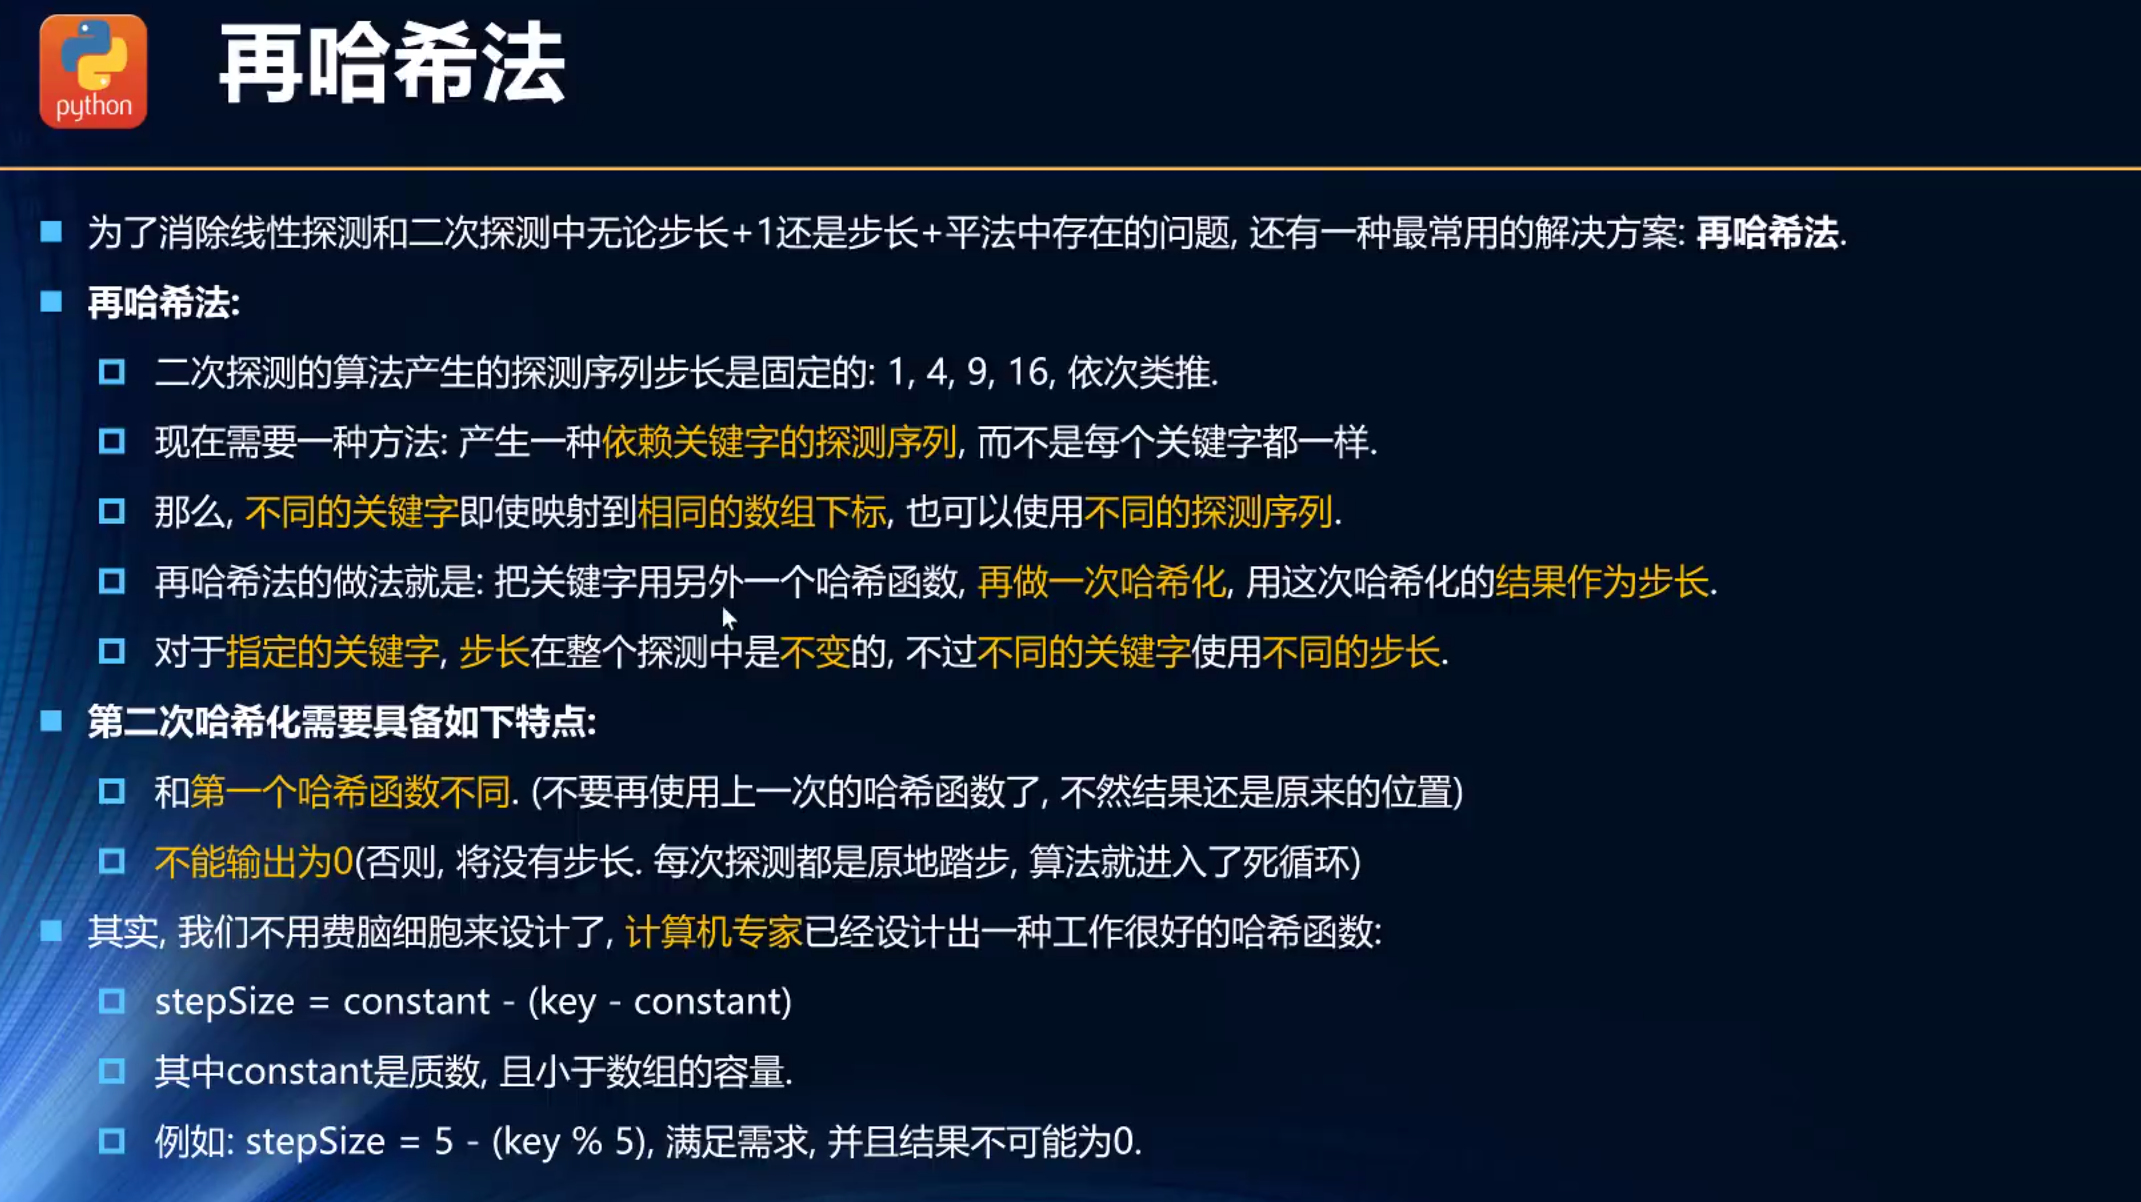 python
再哈希法
为了消除线性探测和二次探测中无论步长+1还是步长+平法中存在的问题, 还有一种最常用的解决方案: 再哈希法.
再哈希法:
二次探测的算法产生的探测序列步长是固定的: 1, 4, 9, 16, 依次类推.
现在需要一种方法: 产生一种依赖关键字的探测序列, 而不是每个关键字都一样.
那么, 不同的关键字即使映射到相同的数组下标, 也可以使用不同的探测序列.
再哈希法的做法就是: 把关键字用另外一个哈希函数, 再做一次哈希化, 用这次哈希化的结果作为步长.
对于指定的关键字, 步长在整个探测中是不变的, 不过不同的关键字使用不同的步长.
第二次哈希化需要具备如下特点:
和第一个哈希函数不同. (不要再使用上一次的哈希函数了, 不然结果还是原来的位置)
不能输出为0(否则, 将没有步长. 每次探测都是原地踏步, 算法就进入了死循环)
其实, 我们不用费脑细胞来设计了, 计算机专家已经设计出一种工作很好的哈希函数:
stepSize = constant - (key - constant)
其中constant是质数, 且小于数组的容量.
例如: stepSize = 5 - (key % 5), 满足需求, 并且结果不可能为0.